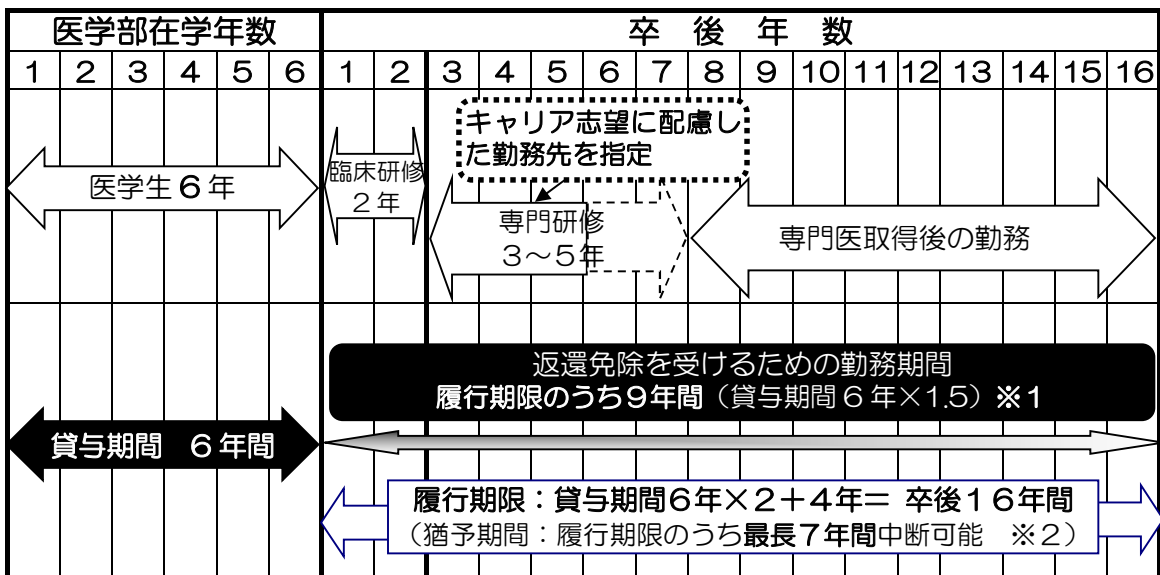 医学部在学年数 卒後年数
1 2 3 4 5 6 1 2 3 4 5 6 7 8 9 10 11 12 13 14 15 16
キャリア志望に配慮し
た勤務先を指定
医学生6年
臨床研修
2年
専門研修
3～5年
専門医取得後の勤務
返還免除を受けるための勤務期間
履行期限のうち9年間（貸与期間6年×1.5）※1
貸与期間 6年間
履行期限：貸与期間6年×2＋4年＝ 卒後16年間
（猶予期間：履行期限のうち最長7年間中断可能 ※2）